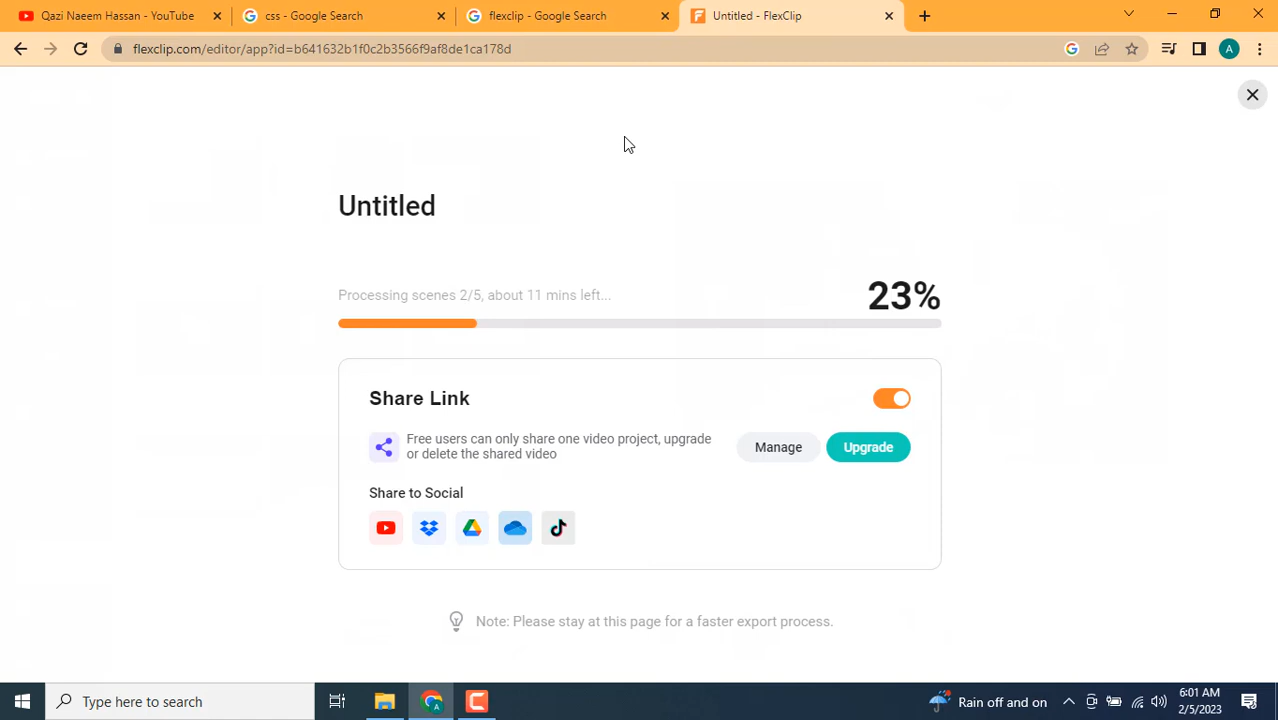 Qazi Naeem Hassan - YouTube
css - Google Search
flexclip - Google Search
Untitled - FlexClip
flexclip.com/editor/app?id=b641632b1f0c2b3566f9af8de1ca178d
A
Untitled
Processing scenes 2/5, about 11 mins left...
23%
Share Link
Free users can only share one video project, upgrade
or delete the shared video
Manage
Upgrade
Share to Social
Note: Please stay at this page for a faster export process.
Type here to search
Rain off and on
6:01 AM
2/5/2023